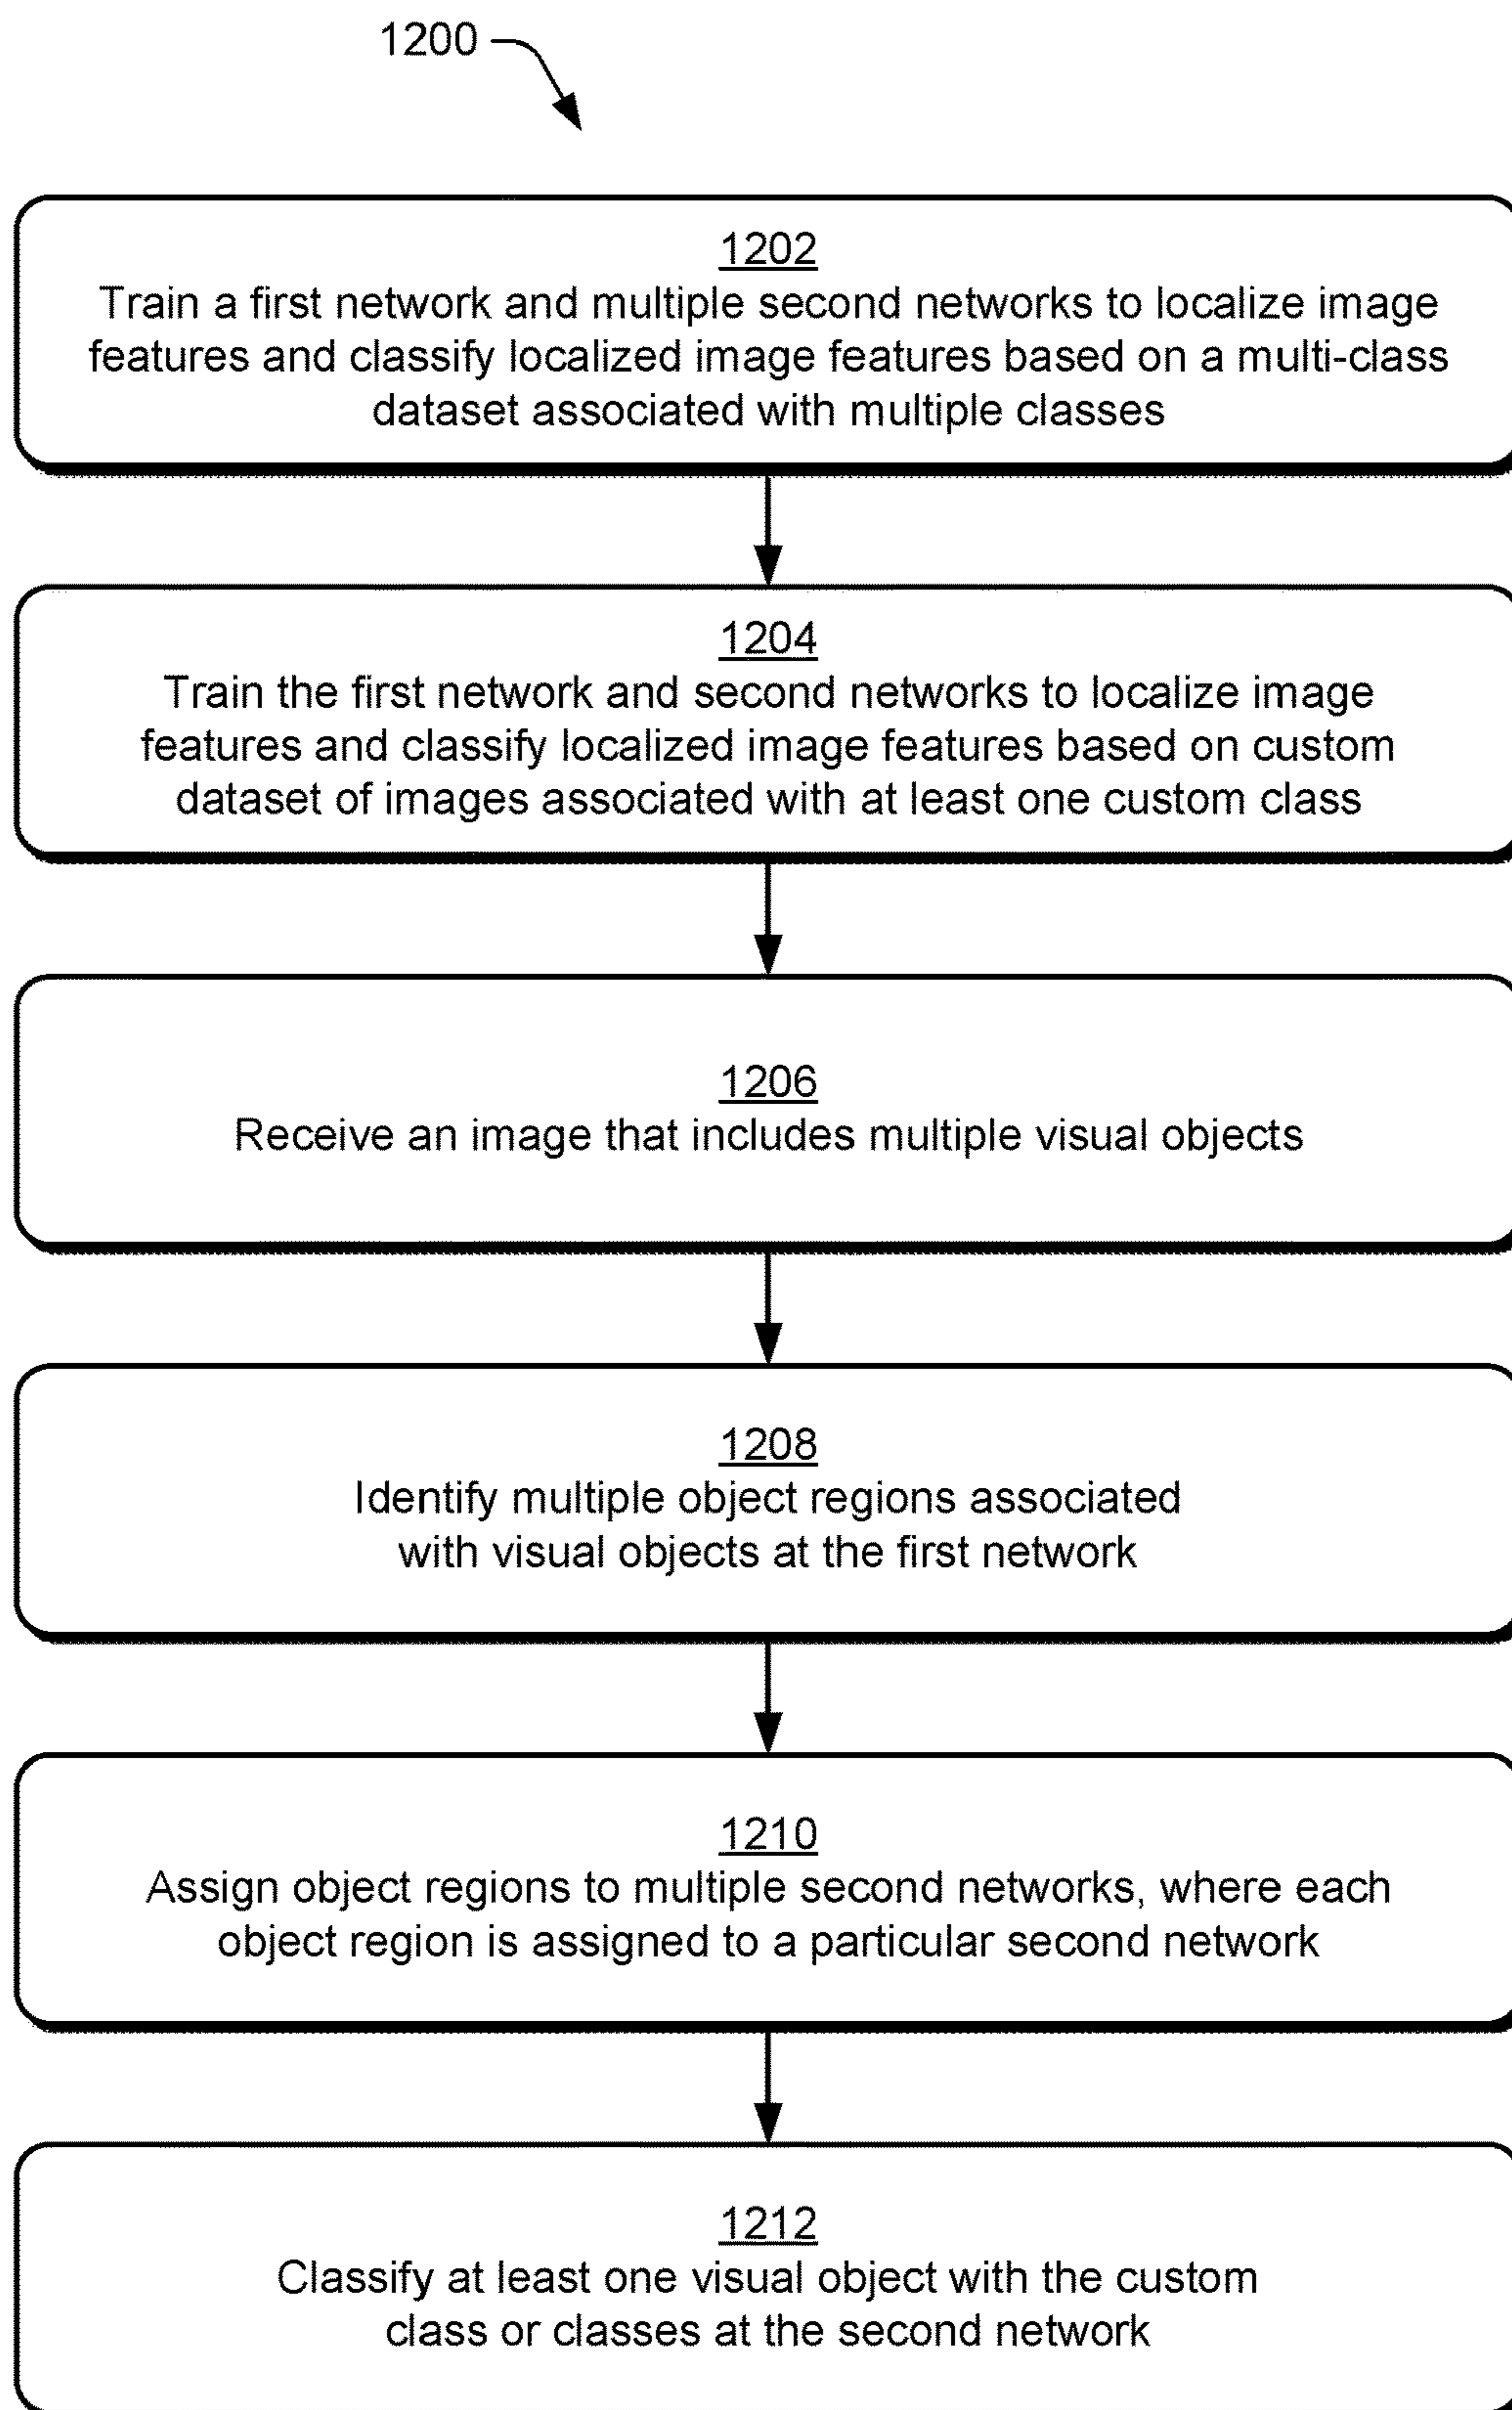 1200
1202
Train a first network and multiple second networks to localize image
features and classify localized image features based on a multi-class
dataset associated with multiple classes
1204
Train the first network and second networks to localize image
features and classify localized image features based on custom
dataset of images associated with at least one custom class
1206
Receive an image that includes multiple visual objects
1208
Identify multiple object regions associated
with visual objects at the first network
1210
Assign object regions to multiple second networks, where each
object region is assigned to a particular second network
1212
Classify at least one visual object with the custom
class or classes at the second network